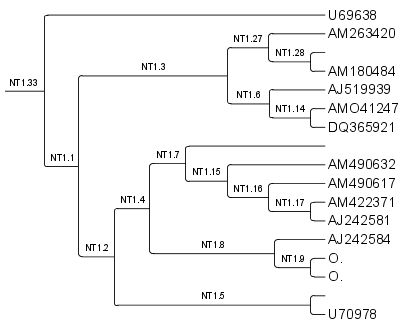 U69638
AM263420
NT1.27
NT1.28
NT1.3
AM180484
NT1.33
AJ519939
NT1.6
AMO41247
NT1.14
DQ365921
NT1.7
NT1.1
AM490632
NT1.15
AM490617
NT1.16
NT1.4
AM422371
NT1.17
AJ242581
AJ242584
NT1.2
NT1.8
O.
NT1.9
O.
NT1.5
U70978